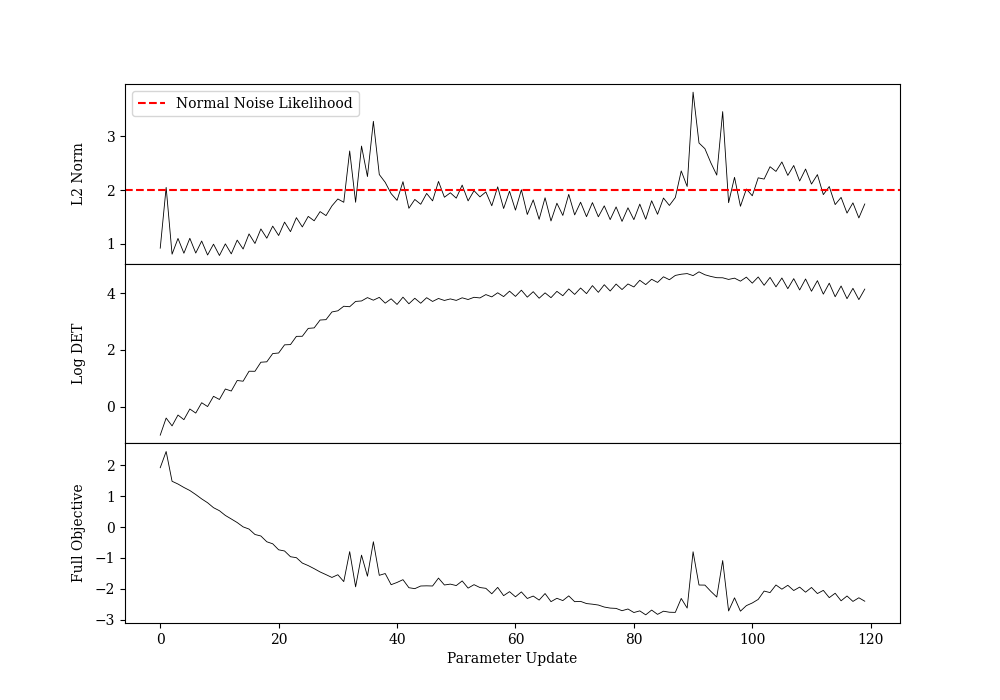 Normal Noise Likelihood
L2 Norm
3
2
1
Log DET
4
2
0
Full Objective
2
1
0
−1
−2
−3
0 20 40 60 80 100 120
Parameter Update